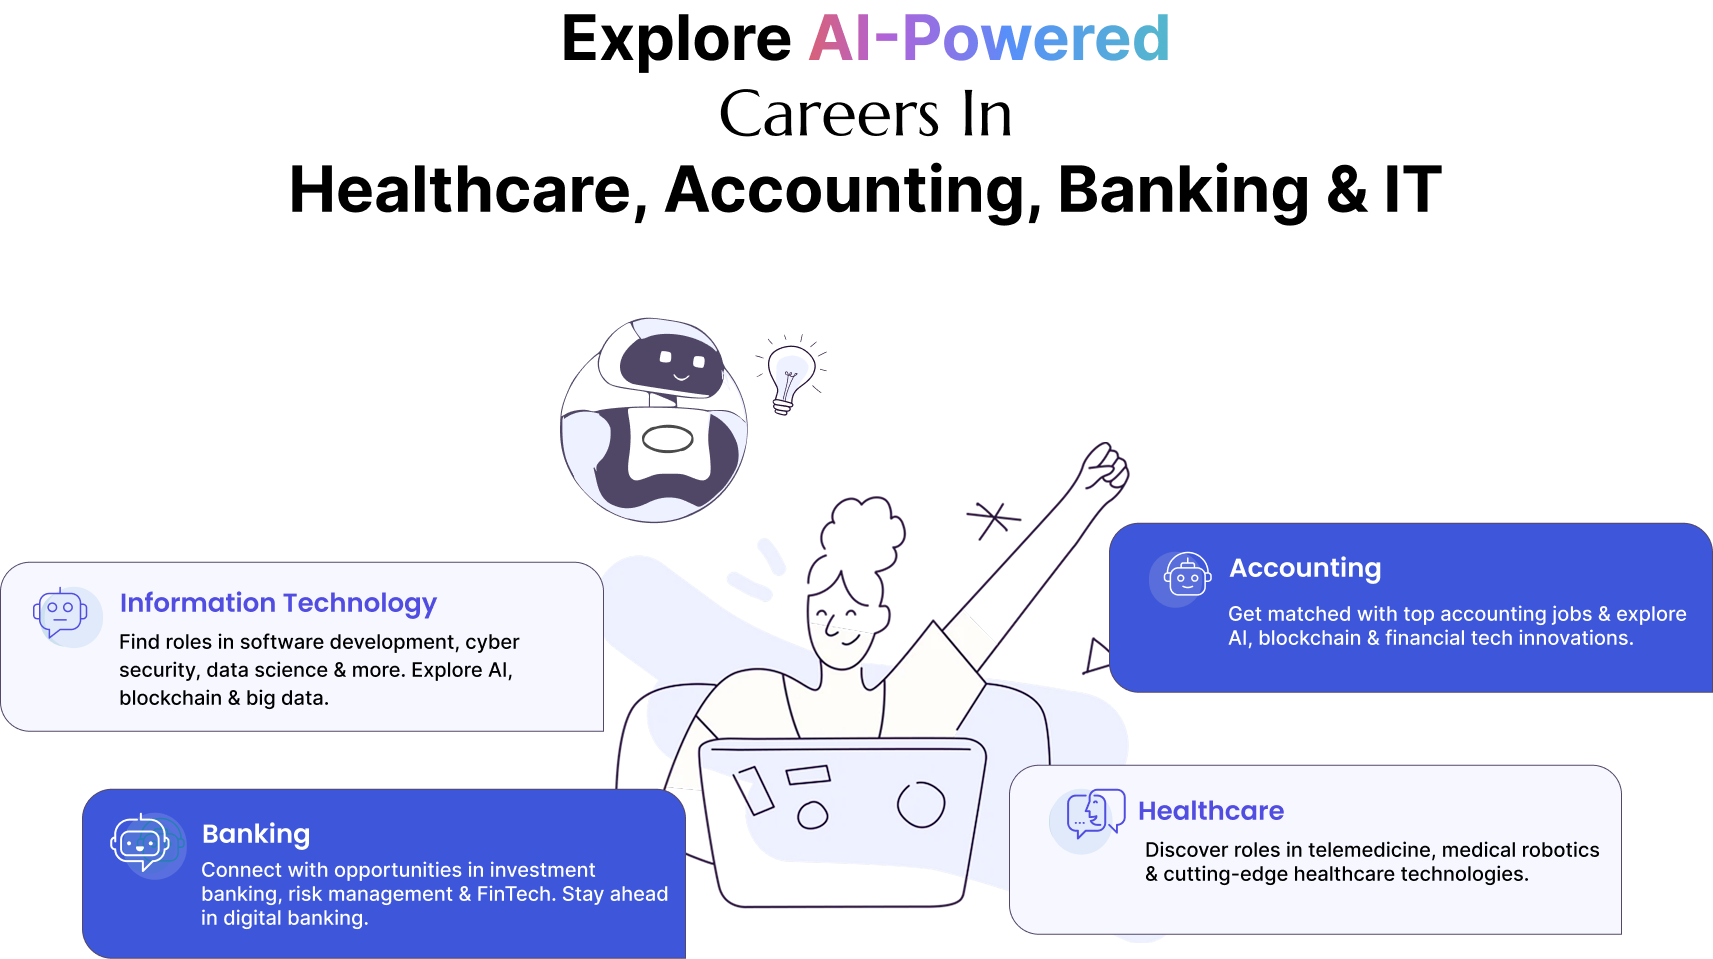 Explore AI-Powered
Careers In
Healthcare, Accounting, Banking & IT
Information Technology
Find roles in software development, cyber
security, data science & more. Explore AI,
blockchain & big data.
Accounting
Get matched with top accounting jobs & explore
AI, blockchain & financial tech innovations.
Banking
Connect with opportunities in investment
banking, risk management & FinTech. Stay ahead
in digital banking.
Healthcare
Discover roles in telemedicine, medical robotics
& cutting-edge healthcare technologies.